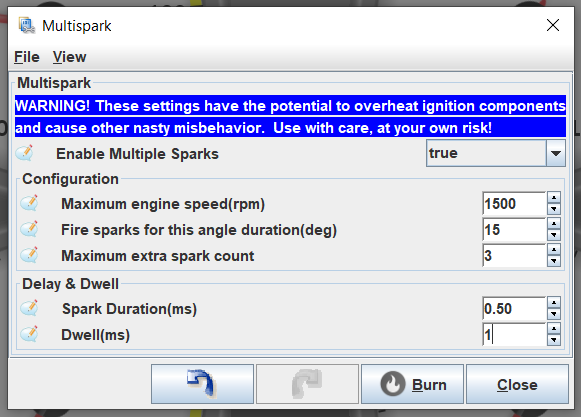 Multispark
File View
Multispark
WARNING! These settings have the potential to overheat ignition components
and cause other nasty misbehavior. Use with care, at your own risk!
Enable Multiple Sparks true
Configuration
Maximum engine speed(rpm) 1500
Fire sparks for this angle duration(deg) 15
Maximum extra spark count 3
Delay & Dwell
Spark Duration(ms) 0.50
Dwell(ms) 1
Burn Close